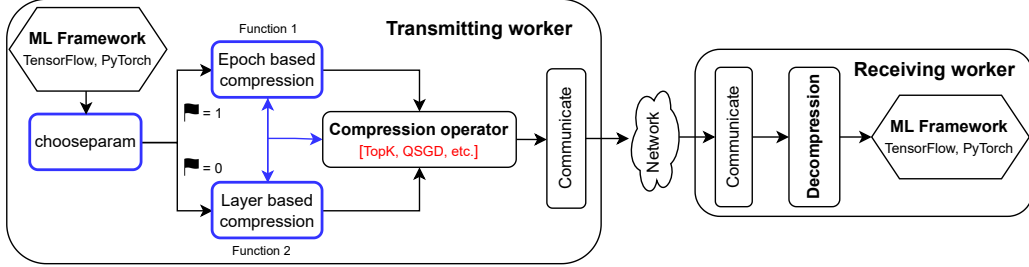 ML Framework
TensorFlow, PyTorch
chooseparam
= 1
= 0
Function 1
Epoch based
compression
Layer based
compression
Function 2
Transmitting worker
Compression operator
[TopK, QSGD, etc.]
Communicate
Network
Receiving worker
Communicate
Decompression
ML Framework
TensorFlow, PyTorch